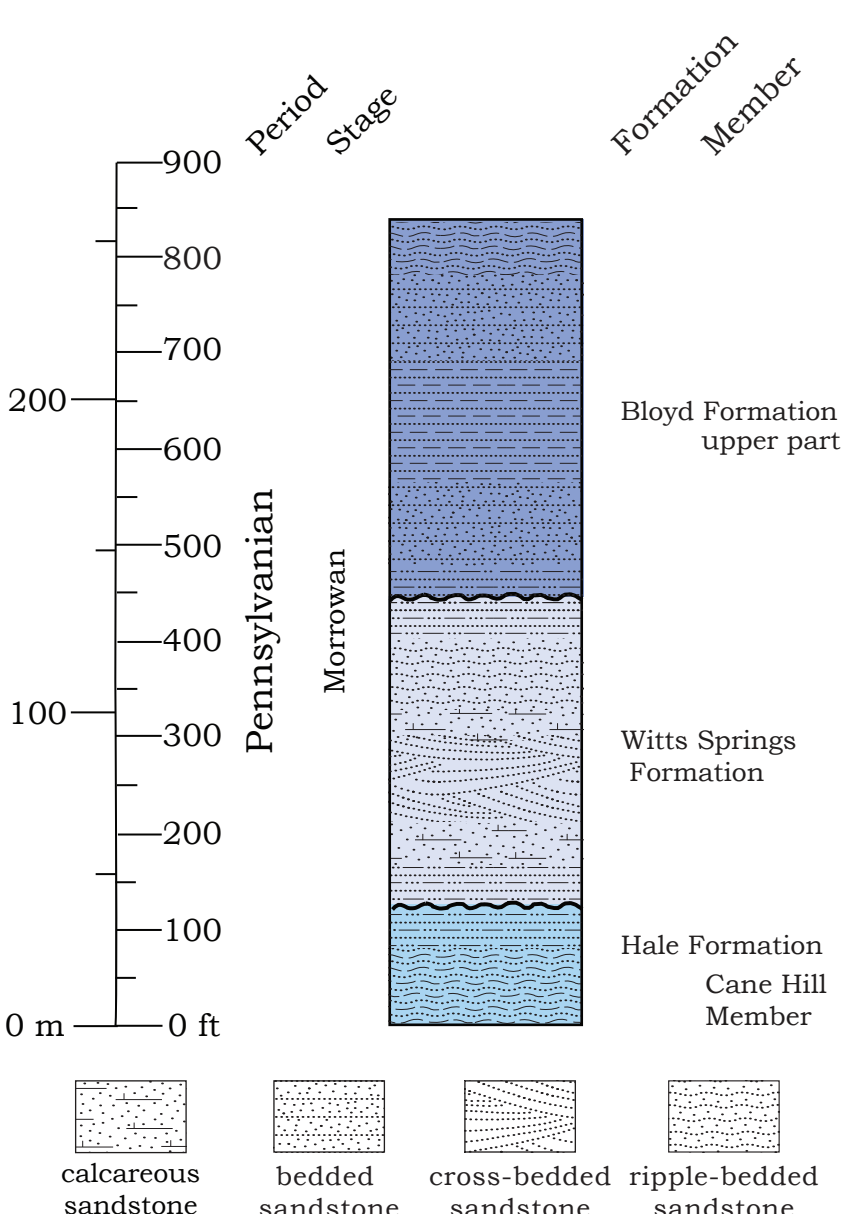 Period
Stage
Formation
Member
900
800
700
200
600
500
400
100
300
200
100
0 m
0 ft
Pennsylvanian
Morrowan
Bloyd Formation
upper part
Witts Springs
Formation
Hale Formation
Cane Hill
Member
calcareous
sandstone
bedded
sandstone
cross-bedded
sandstone
ripple-bedded
sandstone